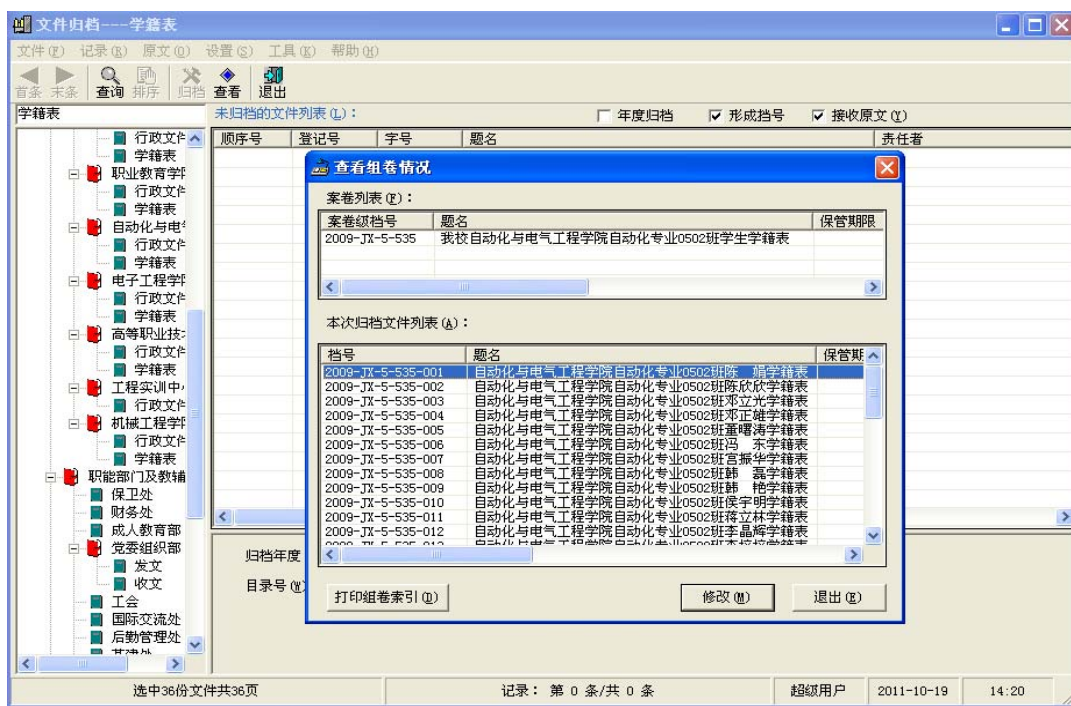 文件归档---学籍表
文件(F) 记录(R) 原文(O) 设置(S) 工具(K) 帮助(H)
首条 末条 查询 排序 归档 查看 退出
学籍表
未归档的文件列表(L)：
年度归档 形成档号 接收原文(Y)
顺序号 登记号 字号 题名 责任者
行政文件
学籍表
职业教育学
行政文件
学籍表
自动化与电
行政文件
学籍表
电子工程学
行政文件
学籍表
高等职业技
行政文件
学籍表
工程实训中
行政文件
机械工程学
行政文件
学籍表
职能部门及教辅
保卫处
财务处
成人教育部
党委组织部
发文
收文
工会
国际交流处
后勤管理处
查看组卷情况
案卷列表(F)：
案卷级档号 题名 保管期限
2009-JX-5-535 我校自动化与电气工程学院自动化专业0502班学生学籍表
本次归档文件列表(A)：
档号 题名 保管期
2009-JX-5-535-001 自动化与电气工程学院自动化专业0502班陈 娟学籍表
2009-JX-5-535-002 自动化与电气工程学院自动化专业0502班陈欣欣学籍表
2009-JX-5-535-003 自动化与电气工程学院自动化专业0502班邓立光学籍表
2009-JX-5-535-004 自动化与电气工程学院自动化专业0502班邓正雄学籍表
2009-JX-5-535-005 自动化与电气工程学院自动化专业0502班董曙涛学籍表
2009-JX-5-535-006 自动化与电气工程学院自动化专业0502班冯 东学籍表
2009-JX-5-535-007 自动化与电气工程学院自动化专业0502班宫振华学籍表
2009-JX-5-535-008 自动化与电气工程学院自动化专业0502班韩 磊学籍表
2009-JX-5-535-009 自动化与电气工程学院自动化专业0502班韩 艳学籍表
2009-JX-5-535-010 自动化与电气工程学院自动化专业0502班侯宇明学籍表
2009-JX-5-535-011 自动化与电气工程学院自动化专业0502班蒋立林学籍表
2009-JX-5-535-012 自动化与电气工程学院自动化专业0502班李晶辉学籍表
打印组卷索引(D) 修改(M) 退出(E)
归档年度
目录号(W)
选中36份文件共36页 记录： 第 0 条/共 0 条 超级用户 2011-10-19 14:20